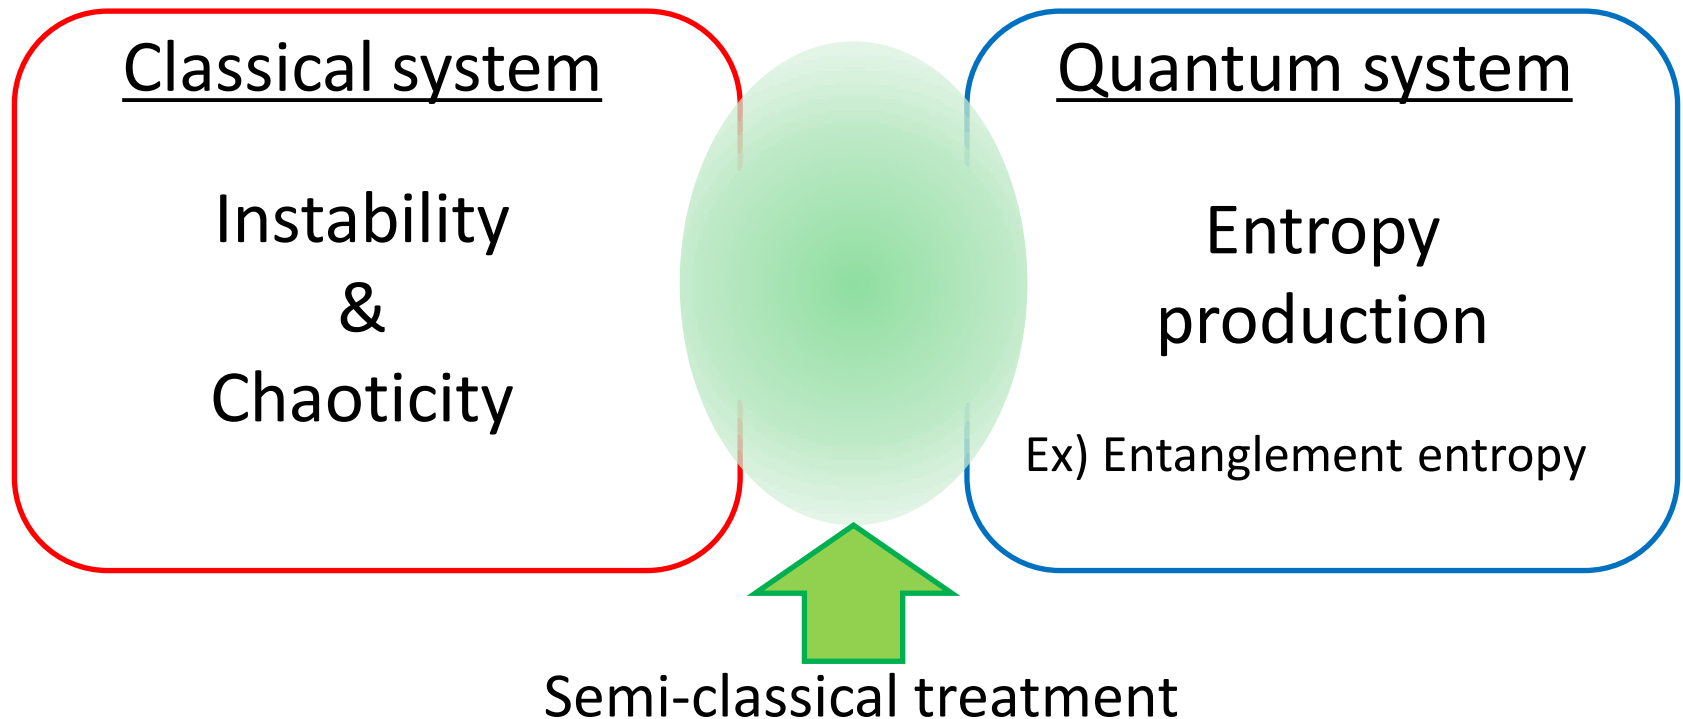 Classical system
Instability
&
Chaoticity
Quantum system
Entropy
production
Ex) Entanglement entropy
Semi-classical treatment